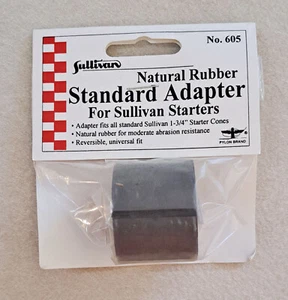 Sullivan
No. 605
Natural Rubber
Standard Adapter
For Sullivan Starters
• Adapter fits all standard Sullivan 1-3/4" Starter Cones
• Natural rubber for moderate abrasion resistance
• Reversible, universal fit
PYLON BRAND